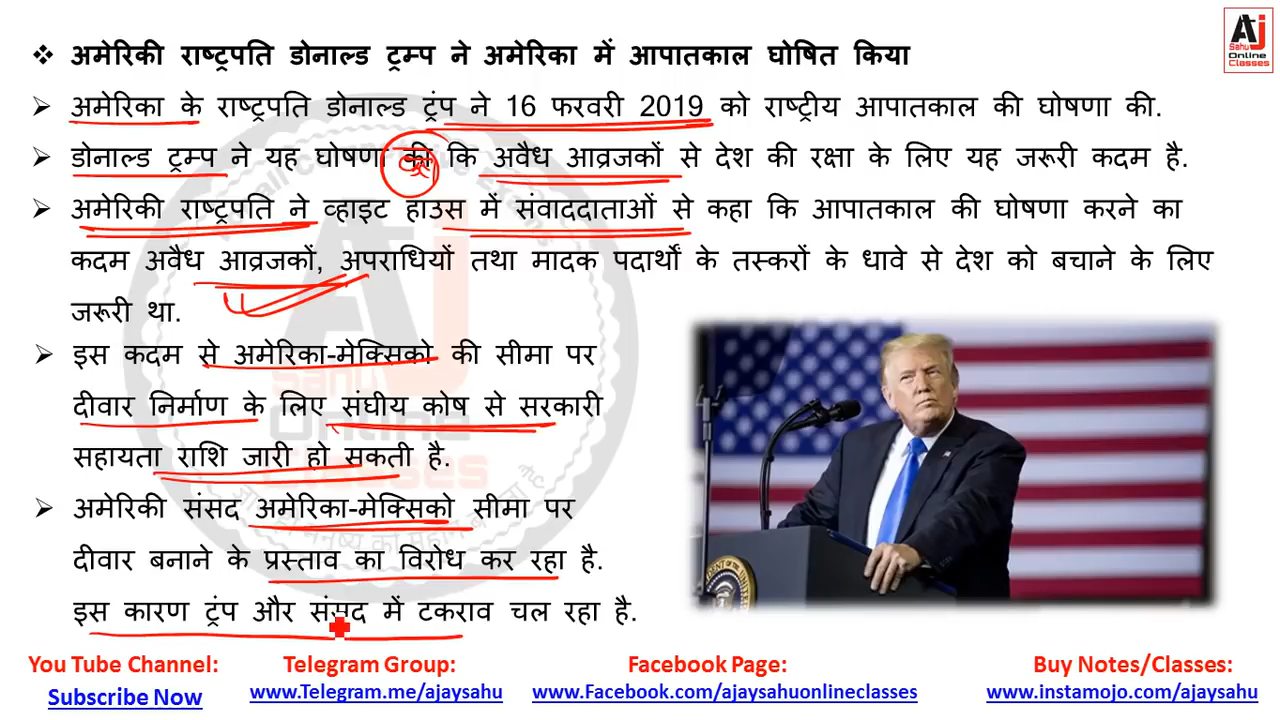 Aj
Sahu
Online
Classes
❖ अमेरिकी राष्ट्रपति डोनाल्ड ट्रम्प ने अमेरिका में आपातकाल घोषित किया
➢ अमेरिका के राष्ट्रपति डोनाल्ड ट्रंप ने 16 फरवरी 2019 को राष्ट्रीय आपातकाल की घोषणा की.
➢ डोनाल्ड ट्रम्प ने यह घोषणा की कि अवैध आव्रजकों से देश की रक्षा के लिए यह जरूरी कदम है.
➢ अमेरिकी राष्ट्रपति ने व्हाइट हाउस में संवाददाताओं से कहा कि आपातकाल की घोषणा करने का
कदम अवैध आव्रजकों, अपराधियों तथा मादक पदार्थों के तस्करों के धावे से देश को बचाने के लिए
जरूरी था.
➢ इस कदम से अमेरिका-मेक्सिको की सीमा पर
दीवार निर्माण के लिए संघीय कोष से सरकारी
सहायता राशि जारी हो सकती है.
➢ अमेरिकी संसद अमेरिका-मेक्सिको सीमा पर
दीवार बनाने के प्रस्ताव का विरोध कर रहा है.
इस कारण ट्रंप और संसद में टकराव चल रहा है.
You Tube Channel:
Subscribe Now
Telegram Group:
www.Telegram.me/ajaysahu
Facebook Page:
www.Facebook.com/ajaysahuonlineclasses
Buy Notes/Classes:
www.instamojo.com/ajaysahu